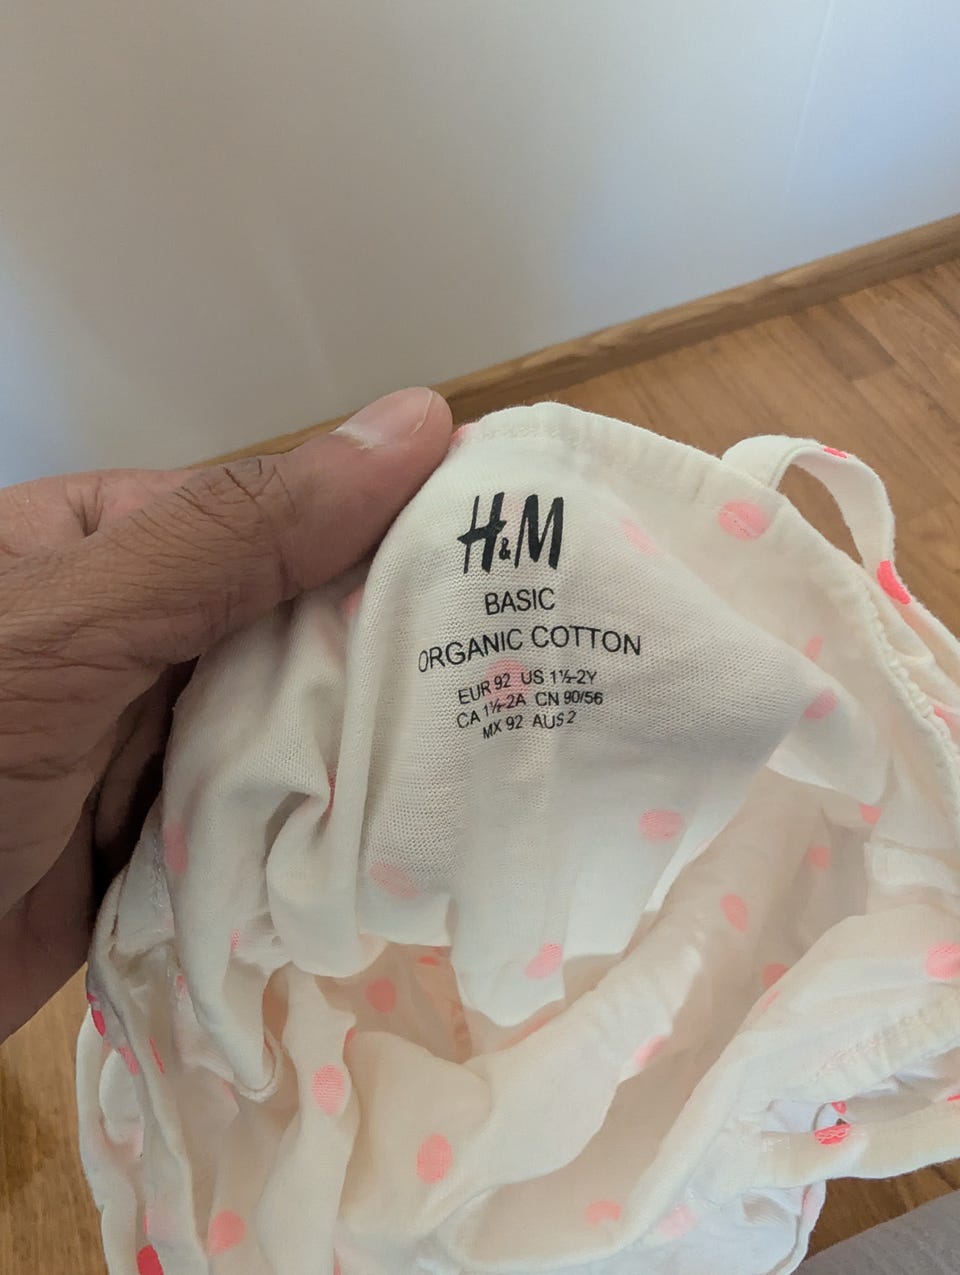 H&M
BASIC
ORGANIC COTTON
EUR 92 US 1½-2Y
CA 1½-2A CN 90/56
MX 92 AUS 2